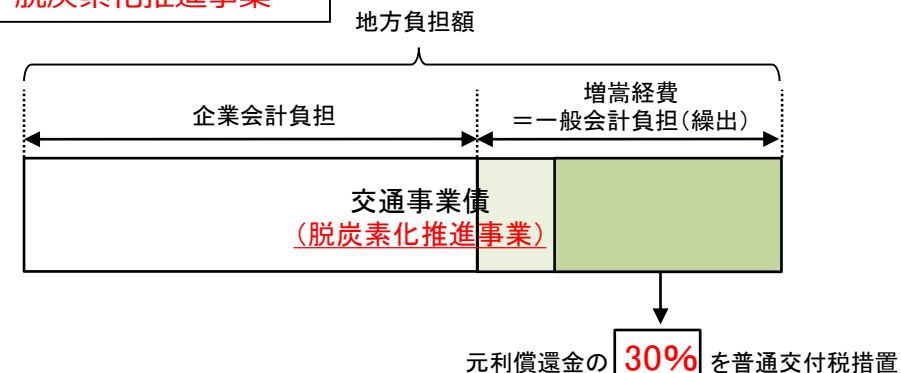 脱炭素化推進事業
地方負担額
企業会計負担
増嵩経費
＝一般会計負担（繰出）
交通事業債
（脱炭素化推進事業）
元利償還金の 30% を普通交付税措置